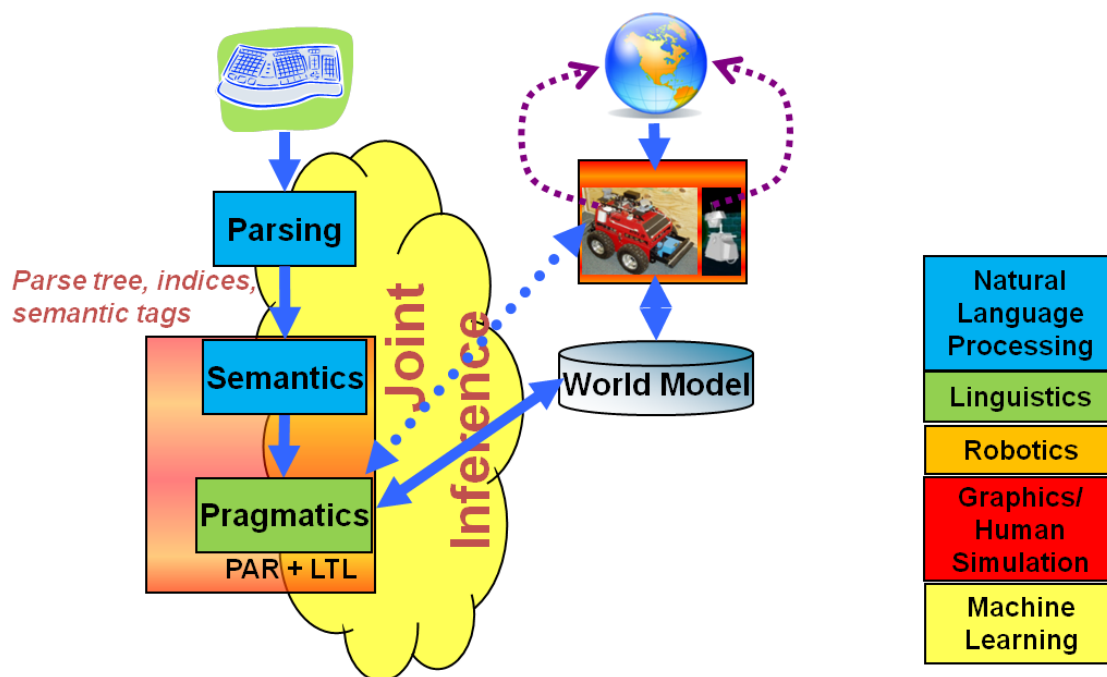 Parsing
Parse tree, indices,
semantic tags
Semantics
Pragmatics
PAR + LTL
Joint
Inference
World Model
Natural
Language
Processing
Linguistics
Robotics
Graphics/
Human
Simulation
Machine
Learning